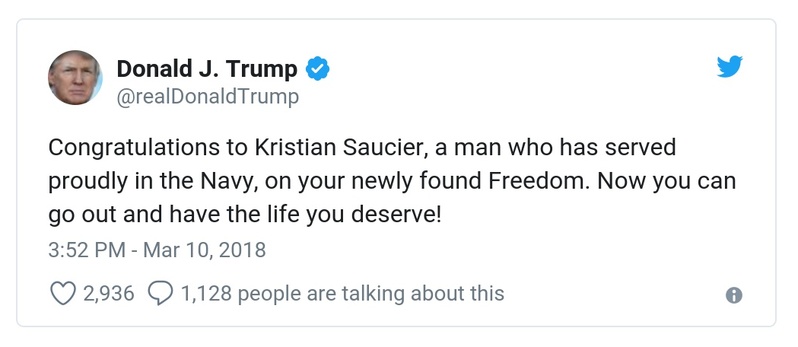 Donald J. Trump
@realDonaldTrump
Congratulations to Kristian Saucier, a man who has served
proudly in the Navy, on your newly found Freedom. Now you can
go out and have the life you deserve!
3:52 PM - Mar 10, 2018
2,936 1,128 people are talking about this